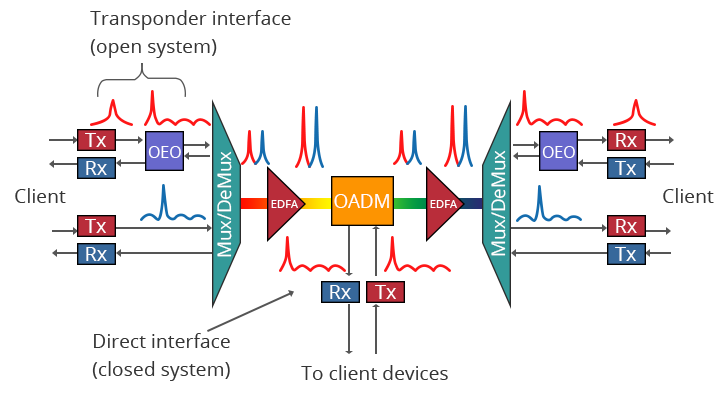 Transponder interface
(open system)
Tx
OEO
Rx
Client
Tx
Rx
Mux/DeMux
EDFA
OADM
EDFA
Mux/DeMux
OEO
Rx
Tx
Client
Rx
Tx
Rx
Tx
Direct interface
(closed system)
To client devices